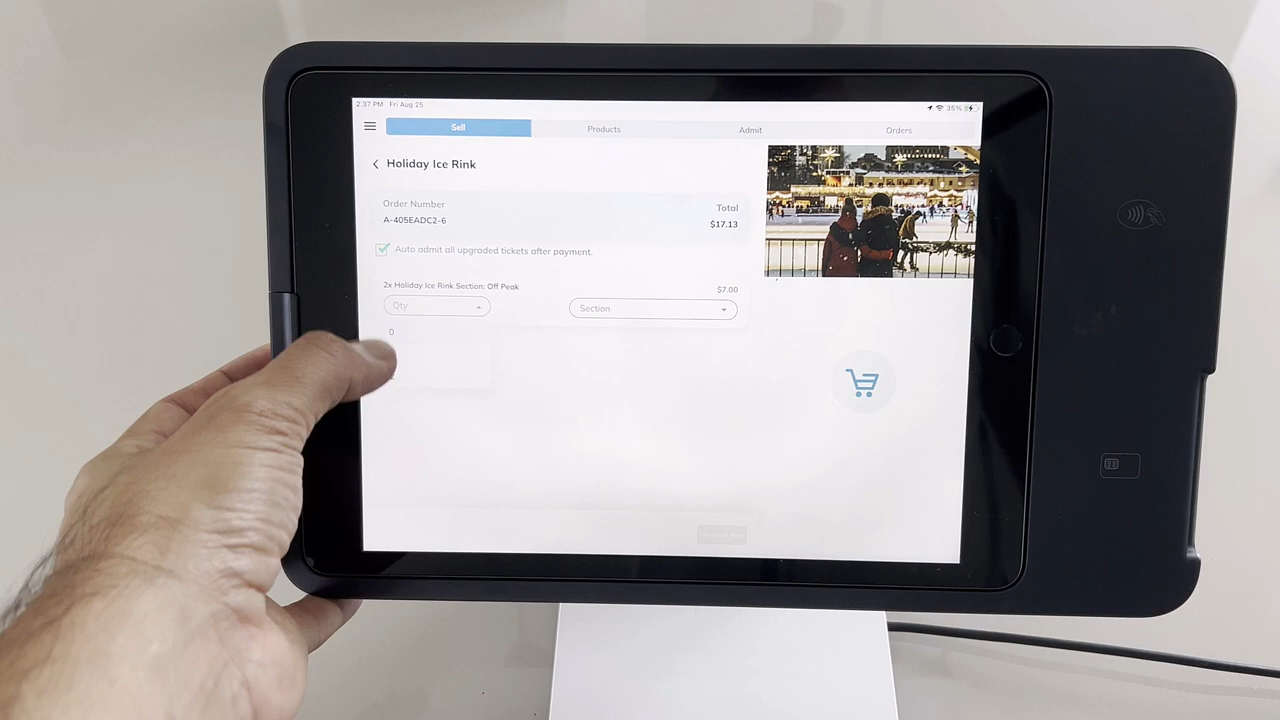 2:37 PM Fri Aug 25
35%
Sell Products Admit Orders
Holiday Ice Rink
Order Number
Total
A-405EADC2-6
$17.13
Auto admit all upgraded tickets after payment.
2x Holiday Ice Rink Section: Off Peak
$7.00
Qty
Section
0